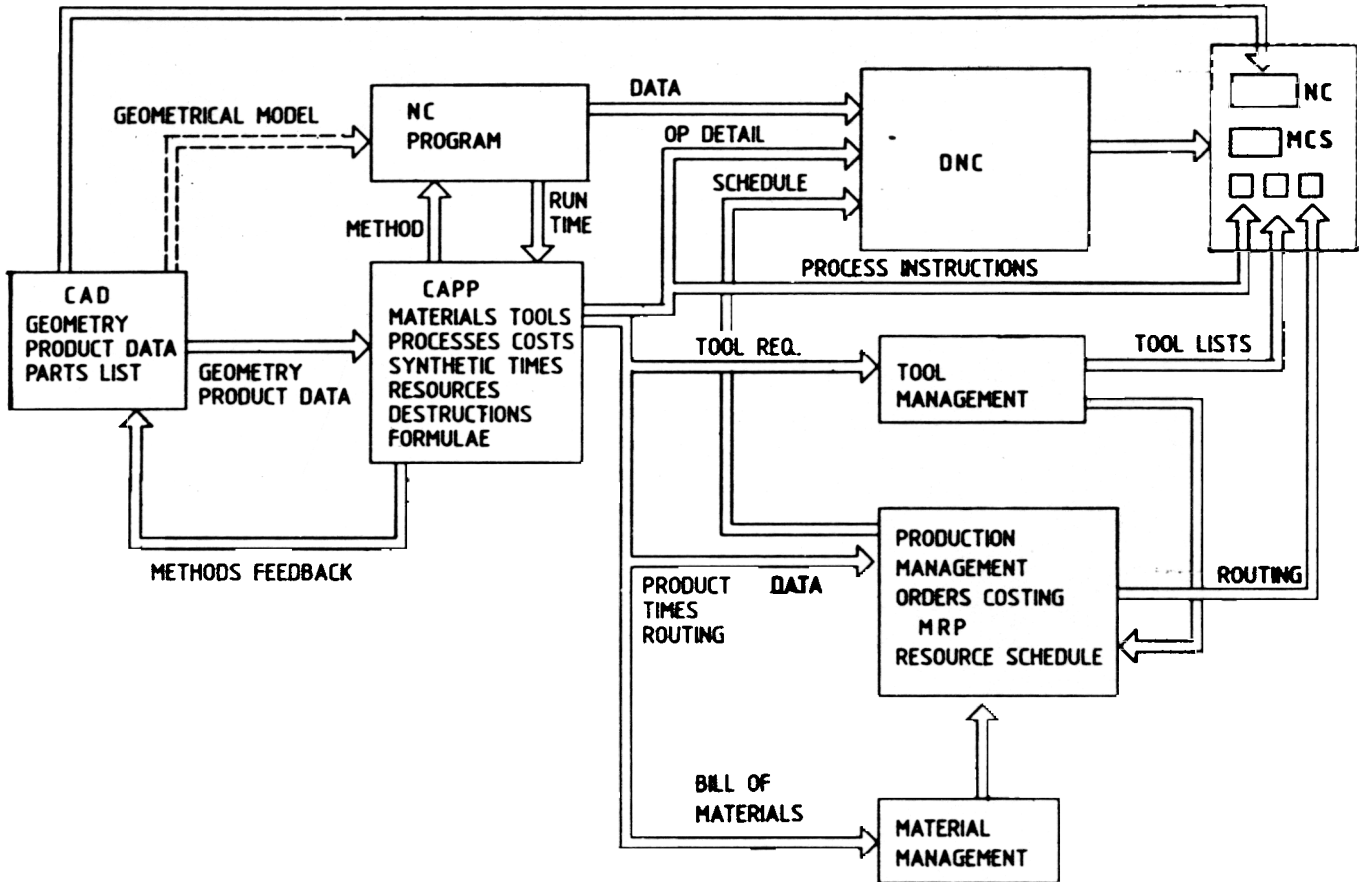 DATA
NC
GEOMETRICAL MODEL
NC
PROGRAM
OP DETAIL
MCS
DNC
SCHEDULE
RUN
TIME
METHOD
PROCESS INSTRUCTIONS
CAD
GEOMETRY
PRODUCT DATA
PARTS LIST
CAPP
MATERIALS TOOLS
PROCESSES COSTS
SYNTHETIC TIMES
RESOURCES
DESTRUCTIONS
FORMULAE
GEOMETRY
PRODUCT DATA
TOOL REQ.
TOOL LISTS
TOOL
MANAGEMENT
METHODS FEEDBACK
PRODUCT DATA
TIMES
ROUTING
PRODUCTION
MANAGEMENT
ORDERS COSTING
MRP
RESOURCE SCHEDULE
ROUTING
BILL OF
MATERIALS
MATERIAL
MANAGEMENT